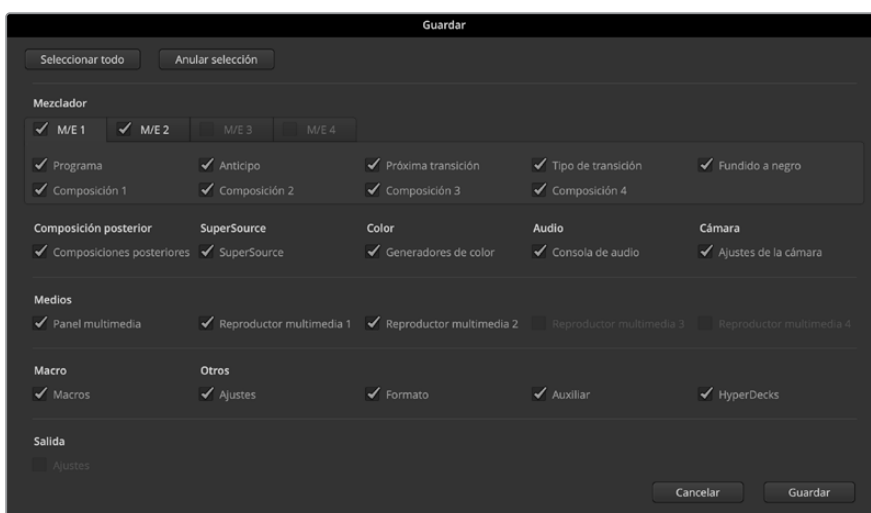 Guardar
Seleccionar todo Anular selección
Mezclador
M/E 1 M/E 2 M/E 3 M/E 4
Programa Anticipo Próxima transición Tipo de transición Fundido a negro
Composición 1 Composición 2 Composición 3 Composición 4
Composición posterior SuperSource Color Audio Cámara
Composiciones posteriores SuperSource Generadores de color Consola de audio Ajustes de la cámara
Medios
Panel multimedia Reproductor multimedia 1 Reproductor multimedia 2 Reproductor multimedia 3 Reproductor multimedia 4
Macro Otros
Macros Ajustes Formato Auxiliar HyperDecks
Salida
Ajustes
Cancelar Guardar